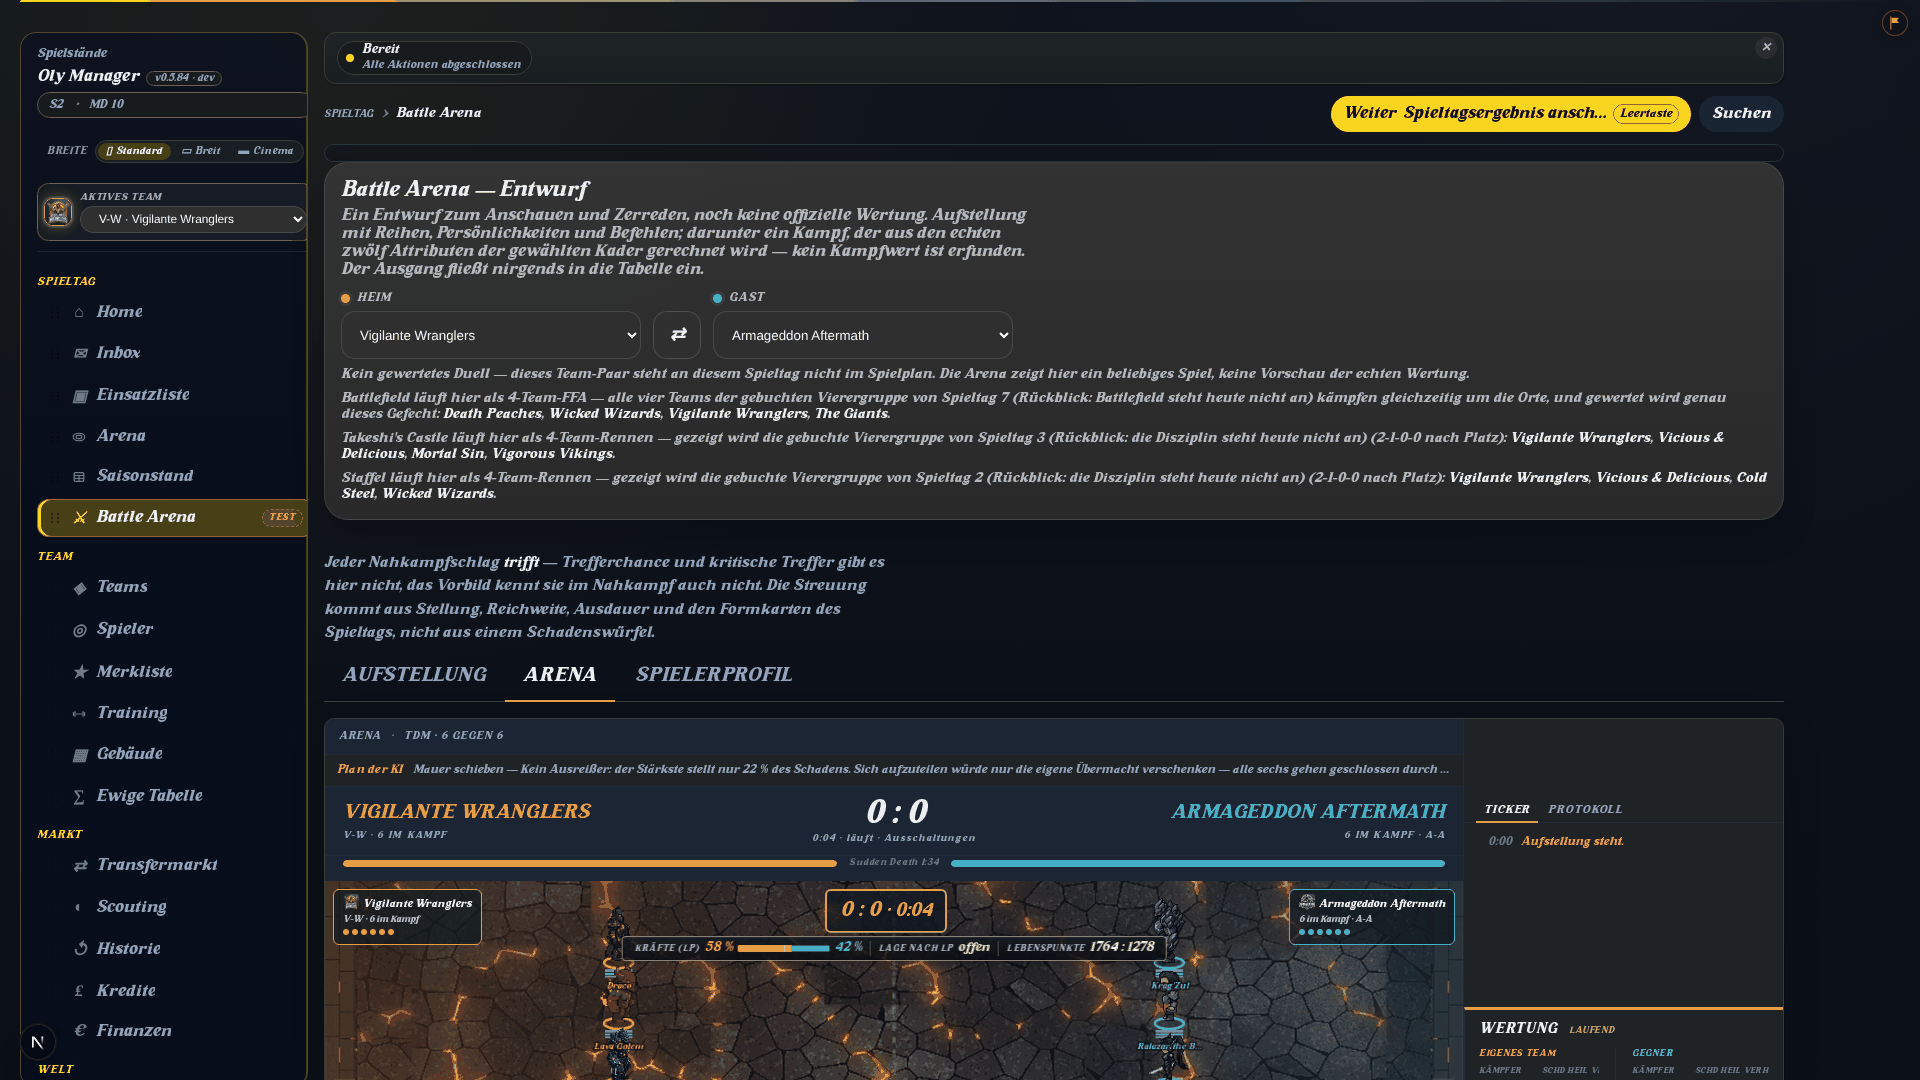 Spielstände
Oly Manager v0.5.84 · dev
S2 · MD 10
BREITE Standard Breit Cinema
AKTIVES TEAM
V-W · Vigilante Wranglers
SPIELTAG
Home
Inbox
Einsatzliste
Arena
Saisonstand
Battle Arena TEST
TEAM
Teams
Spieler
Merkliste
Training
Gebäude
Ewige Tabelle
MARKT
Transfermarkt
Scouting
Historie
Kredite
Finanzen
WELT
Bereit
Alle Aktionen abgeschlossen
SPIELTAG › Battle Arena
Weiter Spieltagsergebnis ansch... Leertaste
Suchen
Battle Arena — Entwurf
Ein Entwurf zum Anschauen und Zerreden, noch keine offizielle Wertung. Aufstellung
mit Reihen, Persönlichkeiten und Befehlen; darunter ein Kampf, der aus den echten
zwölf Attributen der gewählten Kader gerechnet wird — kein Kampfwert ist erfunden.
Der Ausgang fließt nirgends in die Tabelle ein.
HEIM
GAST
Vigilante Wranglers
⇄
Armageddon Aftermath
Kein gewertetes Duell — dieses Team-Paar steht an diesem Spieltag nicht im Spielplan. Die Arena zeigt hier ein beliebiges Spiel, keine Vorschau der echten Wertung.
Battlefield läuft hier als 4-Team-FFA — alle vier Teams der gebuchten Vierergruppe von Spieltag 7 (Rückblick: Battlefield steht heute nicht an) kämpfen gleichzeitig um die Orte, und gewertet wird genau
dieses Gefecht: Death Peaches, Wicked Wizards, Vigilante Wranglers, The Giants.
Takeshi's Castle läuft hier als 4-Team-Rennen — gezeigt wird die gebuchte Vierergruppe von Spieltag 3 (Rückblick: die Disziplin steht heute nicht an) (2-1-0-0 nach Platz): Vigilante Wranglers, Vicious &
Delicious, Mortal Sin, Vigorous Vikings.
Staffel läuft hier als 4-Team-Rennen — gezeigt wird die gebuchte Vierergruppe von Spieltag 2 (Rückblick: die Disziplin steht heute nicht an) (2-1-0-0 nach Platz): Vigilante Wranglers, Vicious & Delicious, Cold
Steel, Wicked Wizards.
Jeder Nahkampfschlag trifft — Trefferchance und kritische Treffer gibt es
hier nicht, das Vorbild kennt sie im Nahkampf auch nicht. Die Streuung
kommt aus Stellung, Reichweite, Ausdauer und den Formkarten des
Spieltags, nicht aus einem Schadenswürfel.
AUFSTELLUNG ARENA SPIELERPROFIL
ARENA · TDM · 6 GEGEN 6
Plan der KI Mauer schieben — Kein Ausreißer: der Stärkste stellt nur 22 % des Schadens. Sich aufzuteilen würde nur die eigene Übermacht verschenken — alle sechs gehen geschlossen durch ...
VIGILANTE WRANGLERS
V-W · 6 IM KAMPF
0 : 0
0:04 · läuft · Ausschaltungen
ARMAGEDDON AFTERMATH
6 IM KAMPF · A-A
Sudden Death 1:34
Vigilante Wranglers
V-W · 6 im Kampf
0 : 0 · 0:04
Armageddon Aftermath
6 im Kampf · A-A
KRÄFTE (LP) 58 % 42 % LAGE NACH LP offen LEBENSPUNKTE 1764 : 1278
Draco
Krag'Zul
Lava Golem
Ralazar the B...
TICKER PROTOKOLL
0:00 Aufstellung steht.
WERTUNG LAUFEND
EIGENES TEAM
GEGNER
KÄMPFER SCHD HEIL
KÄMPFER SCHD HEIL VERH